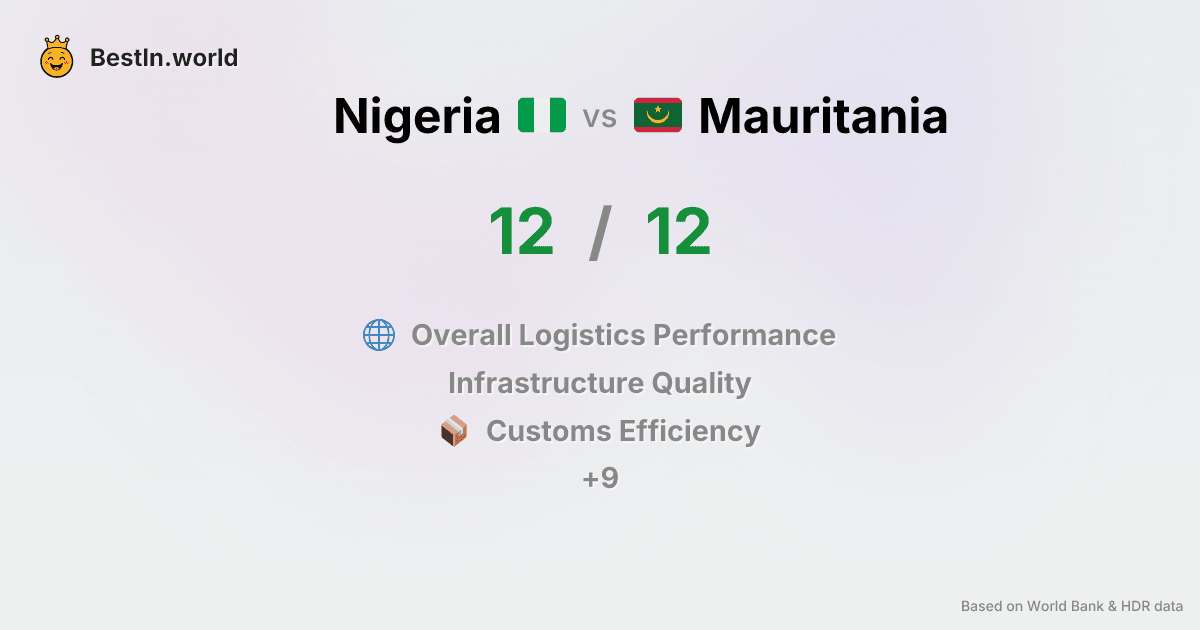 BestIn.world
Nigeria vs Mauritania
12 / 12
Overall Logistics Performance
Infrastructure Quality
Customs Efficiency
+9
Based on World Bank & HDR data